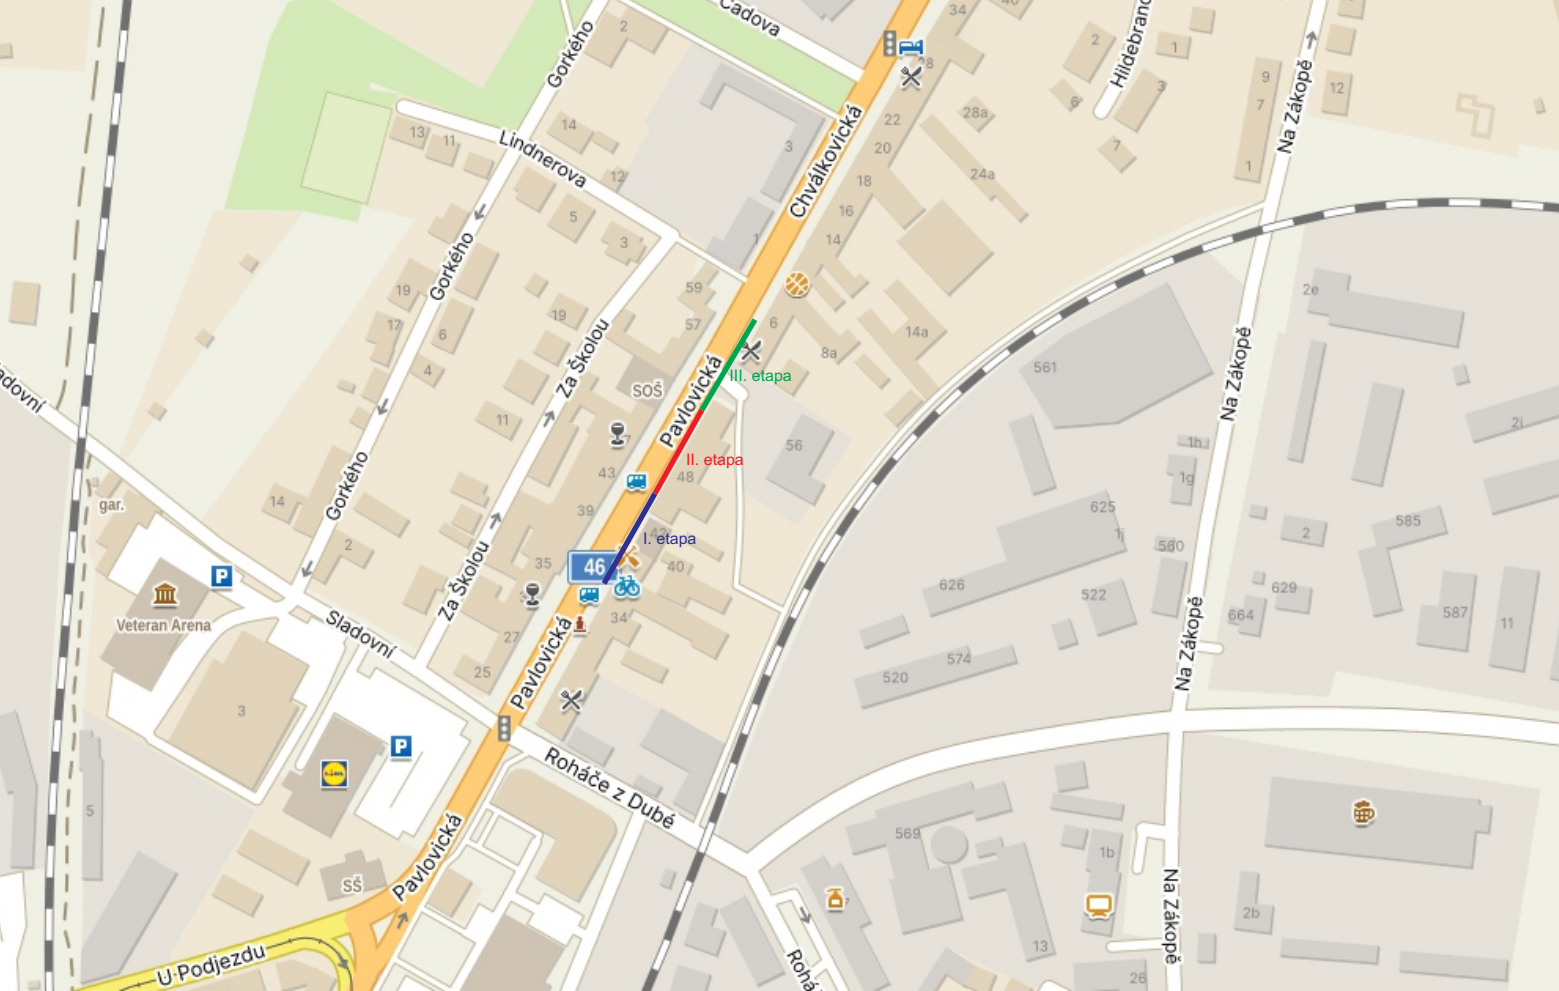 Čadova
34
40
2
Gorkého
28
2
1
Hildebrand
3
6
9
7
1
12
Na Zákopě
13
11
14
Lindnerova
12
3
Chválkovická
22
20
18
16
14
28a
24a
7
5
3
1
Gorkého
19
17
6
4
19
59
57
6
8a
14a
Za Školou
SOŠ
Pavlovická
III. etapa
561
2e
Na Zákopě
2i
Sladovní
11
43
II. etapa
48
56
1h
1g
gar.
14
Gorkého
2
39
42
I. etapa
625
1j
2
585
35
46
40
560
Za Školou
P
Veteran Arena
Sladovní
626
522
629
664
587
11
34
27
25
Pavlovická
574
520
Na Zákopě
3
P
LIDL
Roháče z Dubé
5
SŠ
Pavlovická
569
1b
7
13
2b
26
Na Zákopě
U Podjezdu
Rohá